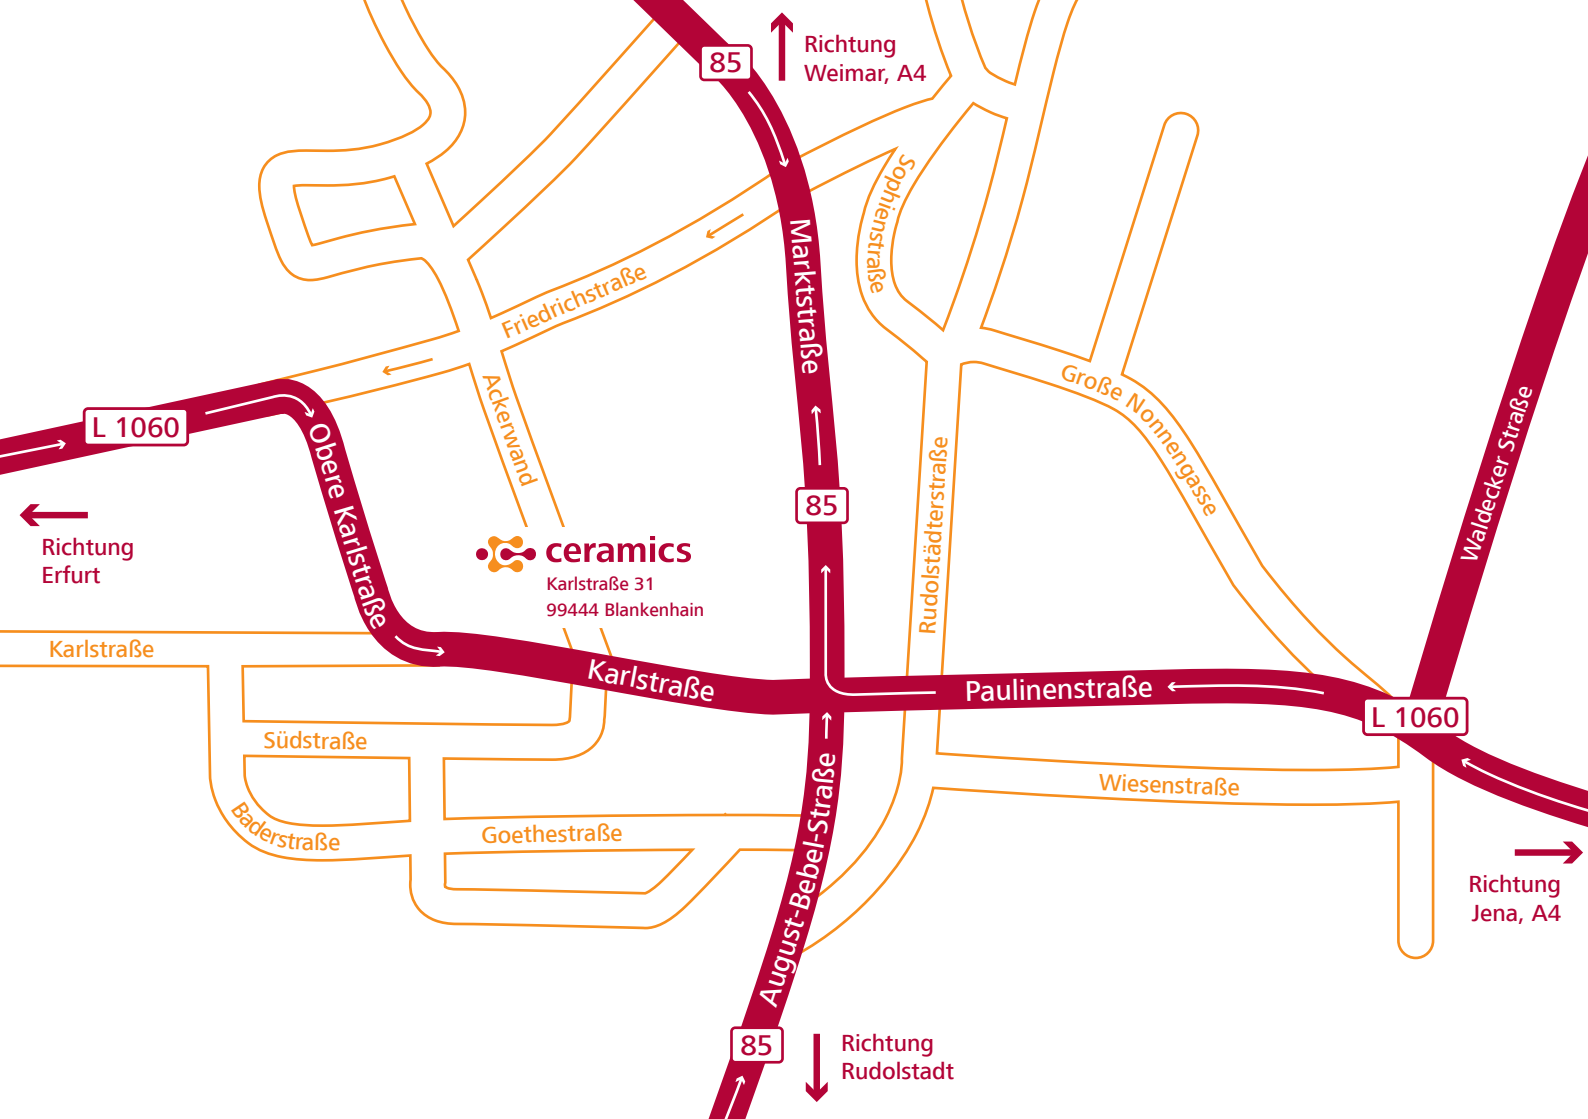 85
Richtung
Weimar, A4
Sophienstraße
Marktstraße
Friedrichstraße
Große Nonnengasse
Ackerwand
Waldecker Straße
L 1060
Obere Karlstraße
Rudolstädterstraße
85
Richtung
Erfurt
ceramics
Karlstraße 31
99444 Blankenhain
Karlstraße
Karlstraße
Paulinenstraße
L 1060
Südstraße
Wiesenstraße
Baderstraße
Goethestraße
August-Bebel-Straße
Richtung
Jena, A4
85
Richtung
Rudolstadt